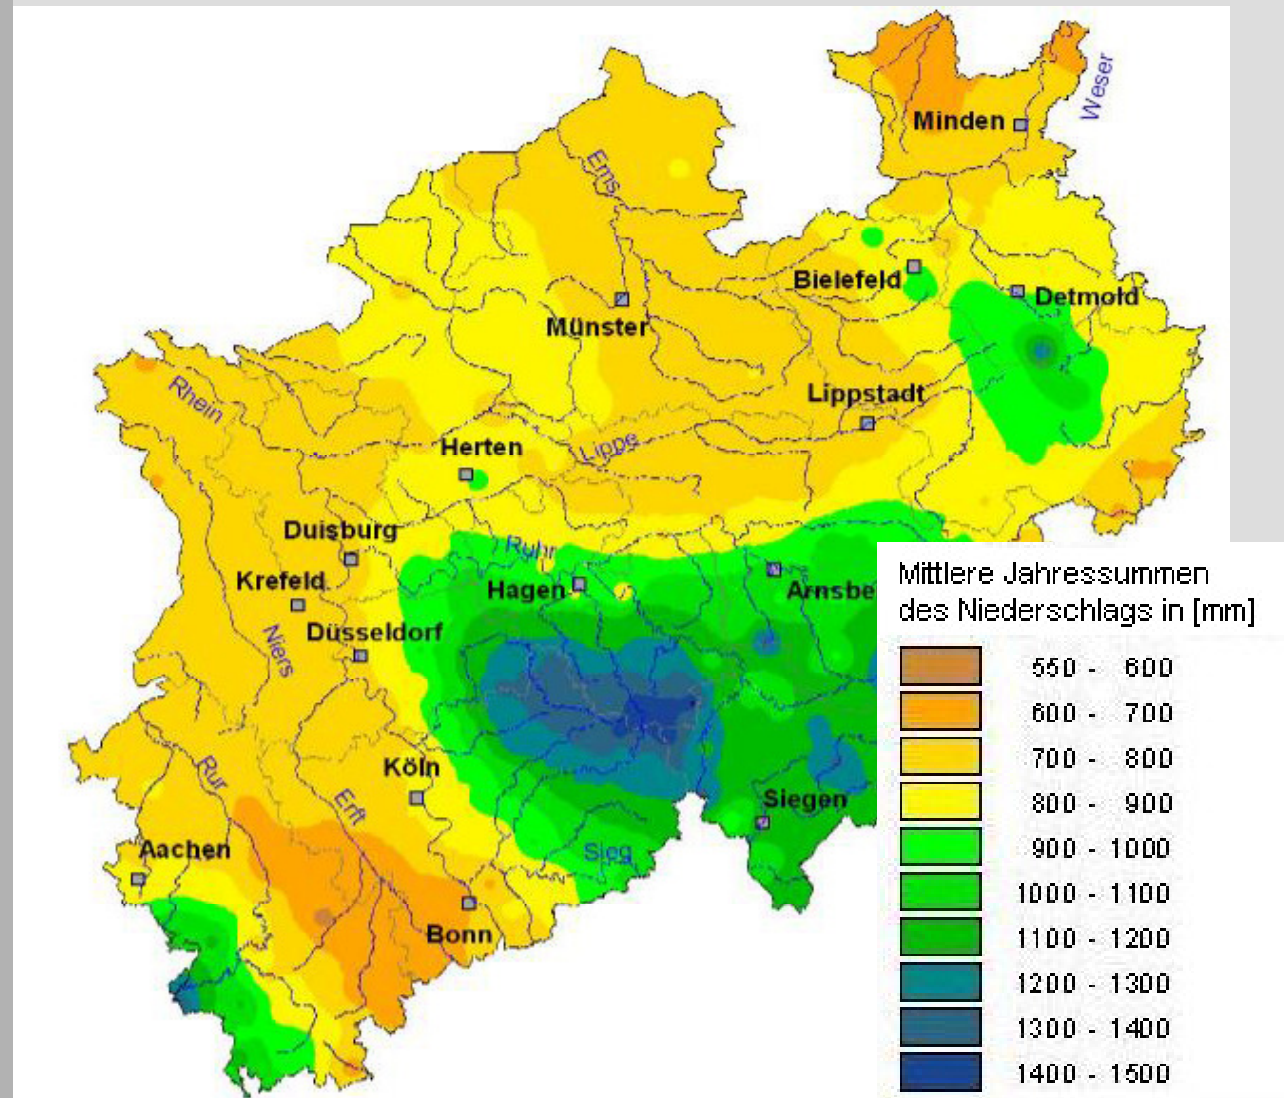 Weser
Minden
Ems
Bielefeld
Detmold
Münster
Rhein
Lippstadt
Herten
Lippe
Duisburg
Ruhr
Krefeld
Hagen
Arnsbe
Düsseldorf
Niers
Mittlere Jahressummen
des Niederschlags in [mm]
550 - 600
600 - 700
700 - 800
800 - 900
900 - 1000
1000 - 1100
1100 - 1200
1200 - 1300
1300 - 1400
1400 - 1500
Rur
Köln
Erft
Siegen
Aachen
Sieg
Bonn